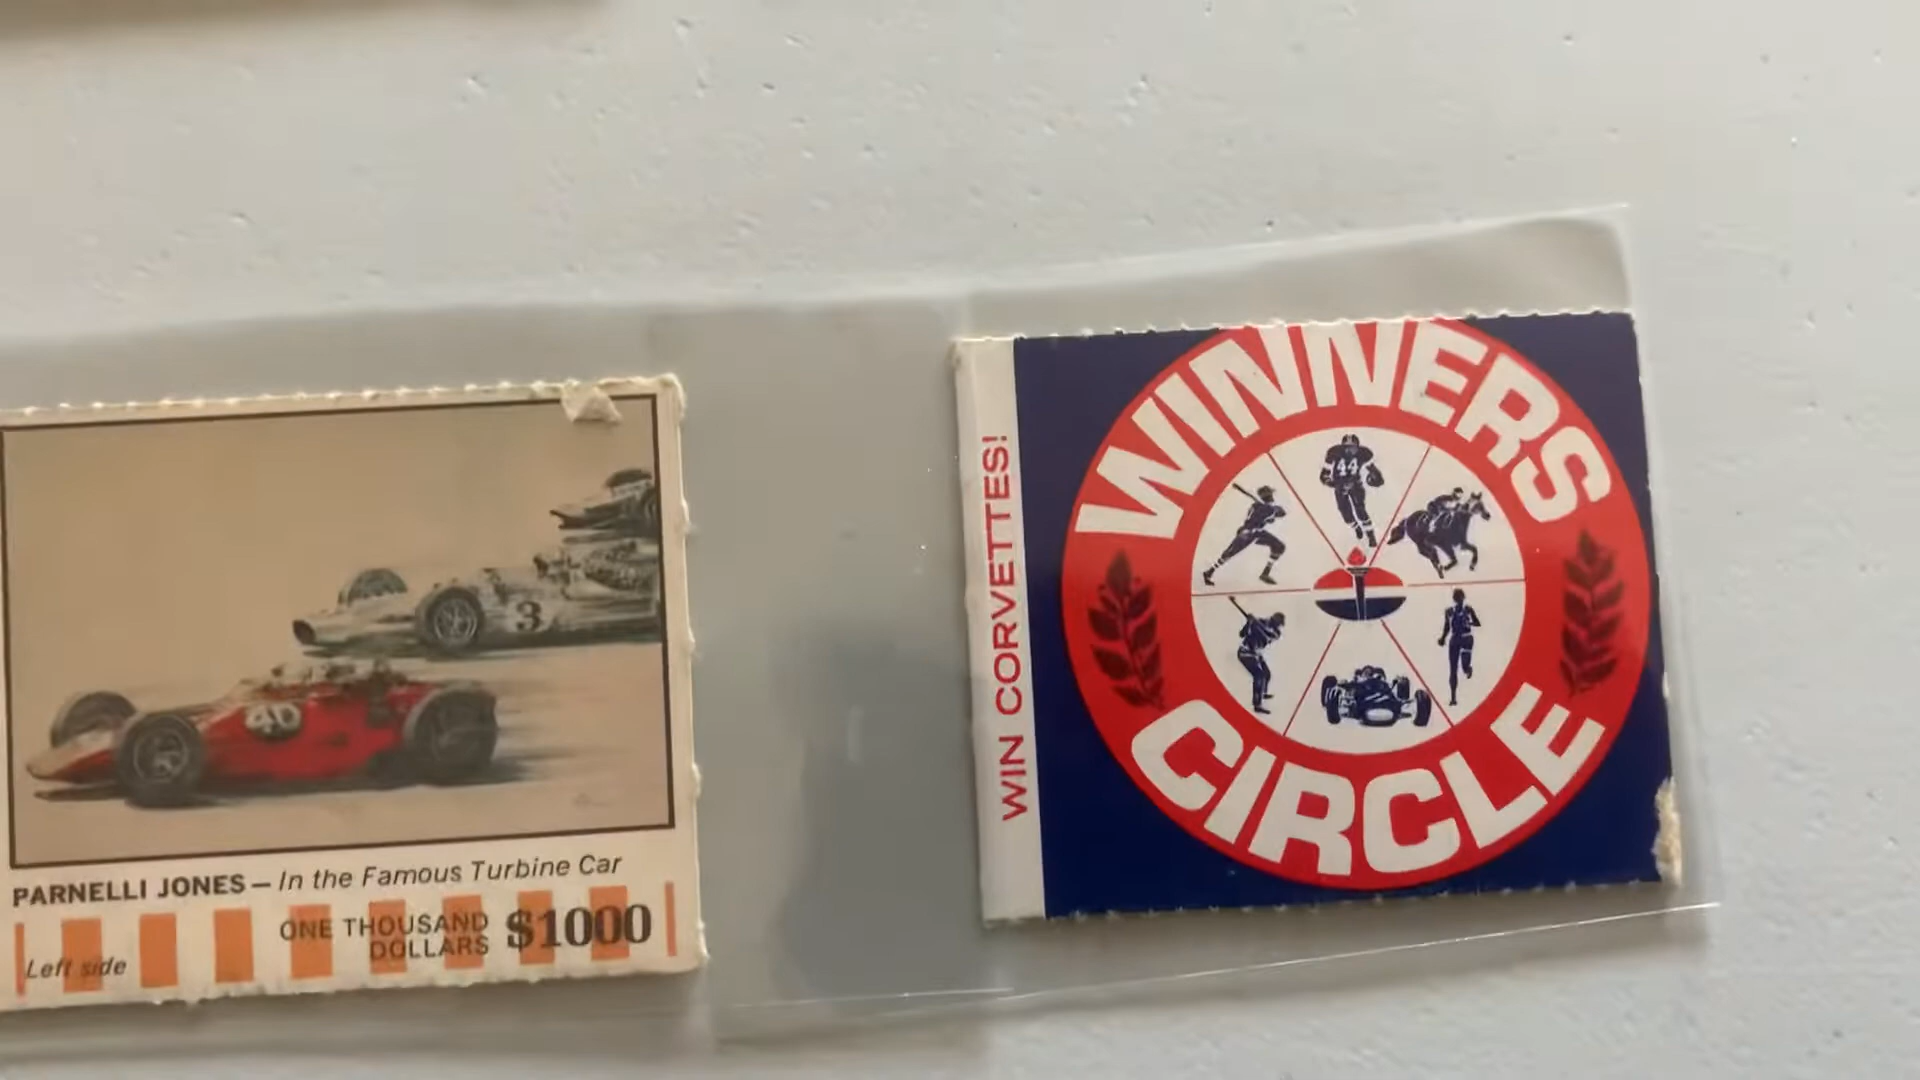 3
40
PARNELLI JONES— In the Famous Turbine Car
ONE THOUSAND
DOLLARS $1000
Left side
WIN CORVETTES!
WINNERS
44
CIRCLE